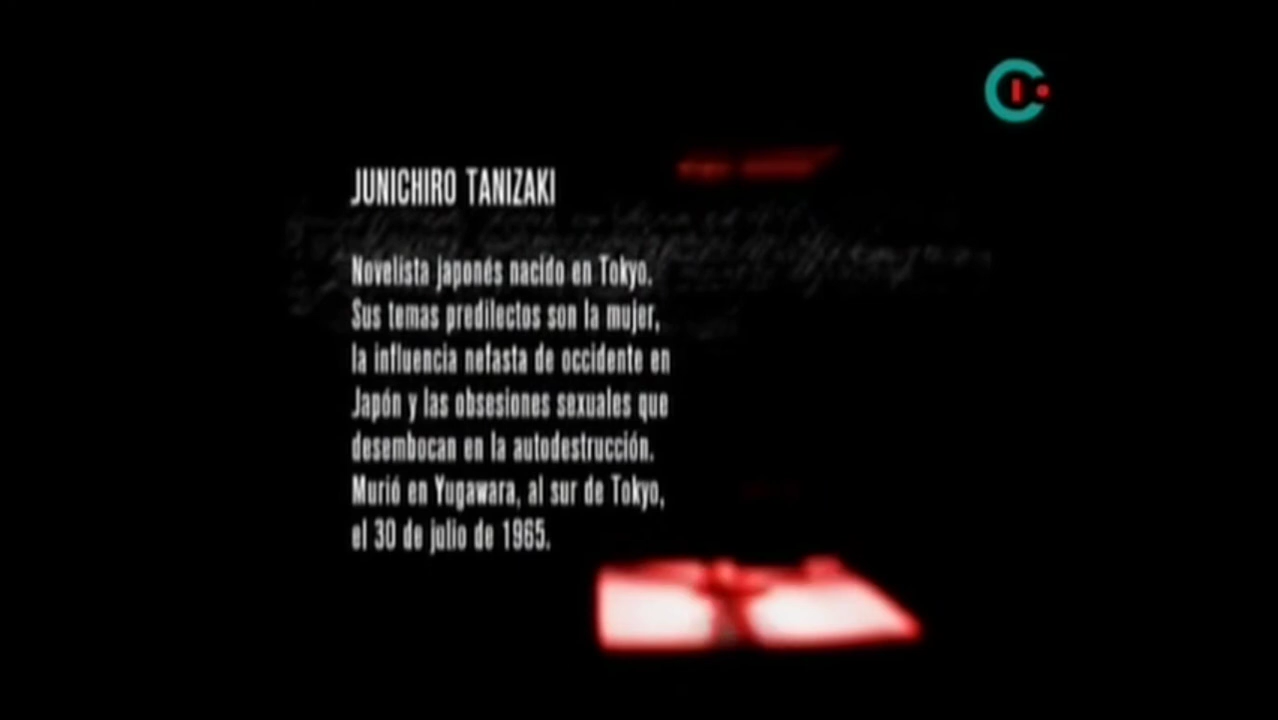 JUNICHIRO TANIZAKI
Novelista japonés nacido en Tokyo.
Sus temas predilectos son la mujer,
la influencia nefasta de occidente en
Japón y las obsesiones sexuales que
desembocan en la autodestrucción.
Murió en Yugawara, al sur de Tokyo,
el 30 de julio de 1965.